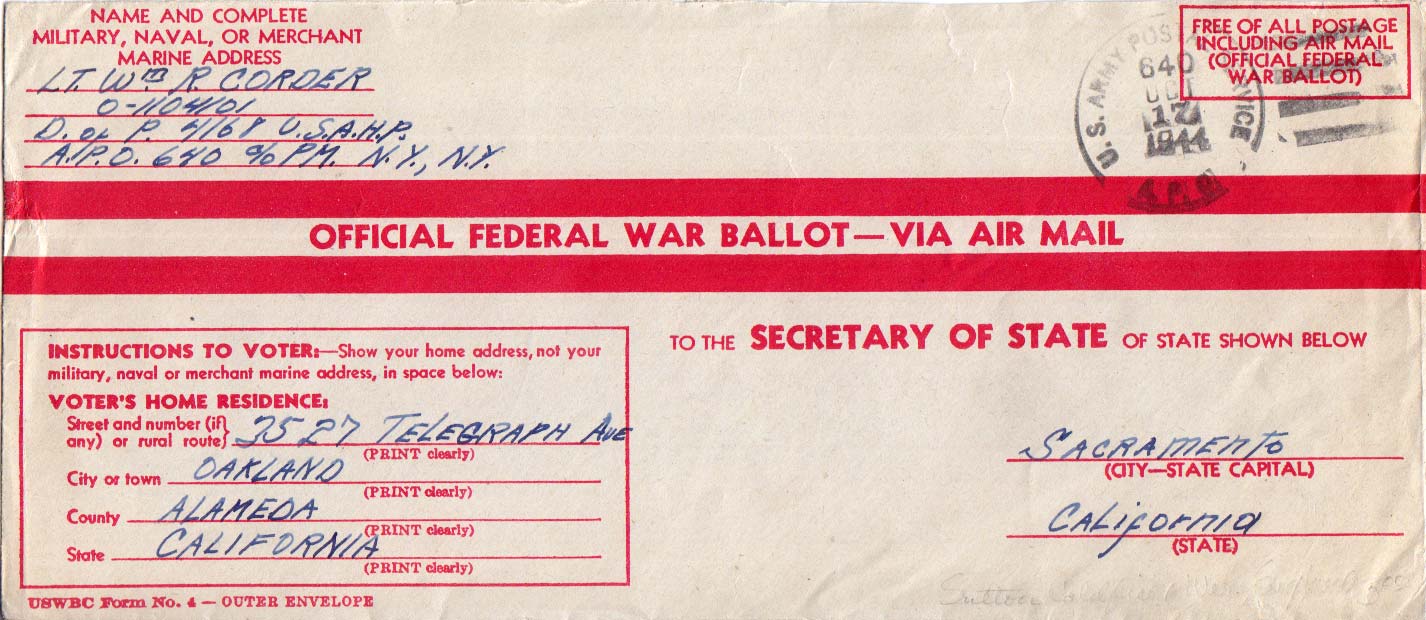 NAME AND COMPLETE
MILITARY, NAVAL, OR MERCHANT
MARINE ADDRESS
LT. Wm R. CORDER
O-1104101
D. of P. 4168 U.S.A.H.P.
A.P.O. 640 c/o PM. N.Y., N.Y.
U.S. ARMY POSTAL SERVICE
640
OCT
17
1944
FREE OF ALL POSTAGE
INCLUDING AIR MAIL
(OFFICIAL FEDERAL
WAR BALLOT)
OFFICIAL FEDERAL WAR BALLOT—VIA AIR MAIL
INSTRUCTIONS TO VOTER:—Show your home address, not your
military, naval or merchant marine address, in space below:
VOTER'S HOME RESIDENCE:
Street and number (if
any) or rural route} 3527 TELEGRAPH AVE
(PRINT clearly)
City or town OAKLAND
(PRINT clearly)
County ALAMEDA
(PRINT clearly)
State CALIFORNIA
(PRINT clearly)
USWBC Form No. 4 — OUTER ENVELOPE
TO THE SECRETARY OF STATE OF STATE SHOWN BELOW
SACRAMENTO
(CITY—STATE CAPITAL)
CALifORNIA
(STATE)
Sutton